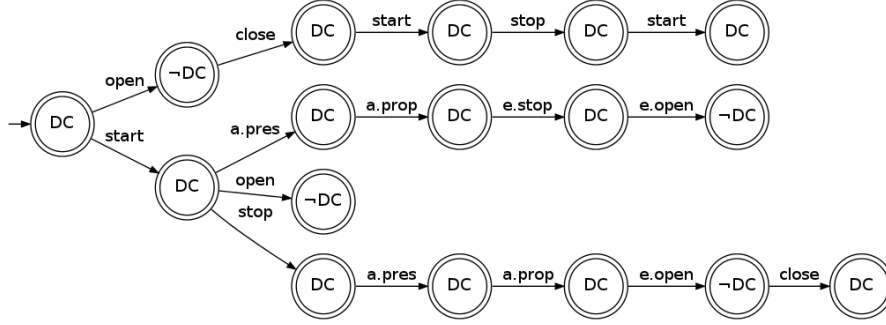 DC start DC stop DC start DC
close
¬DC
open
DC a.prop DC e.stop DC e.open ¬DC
DC
a.pres
start
DC open ¬DC
stop
DC a.pres DC a.prop DC e.open ¬DC close DC